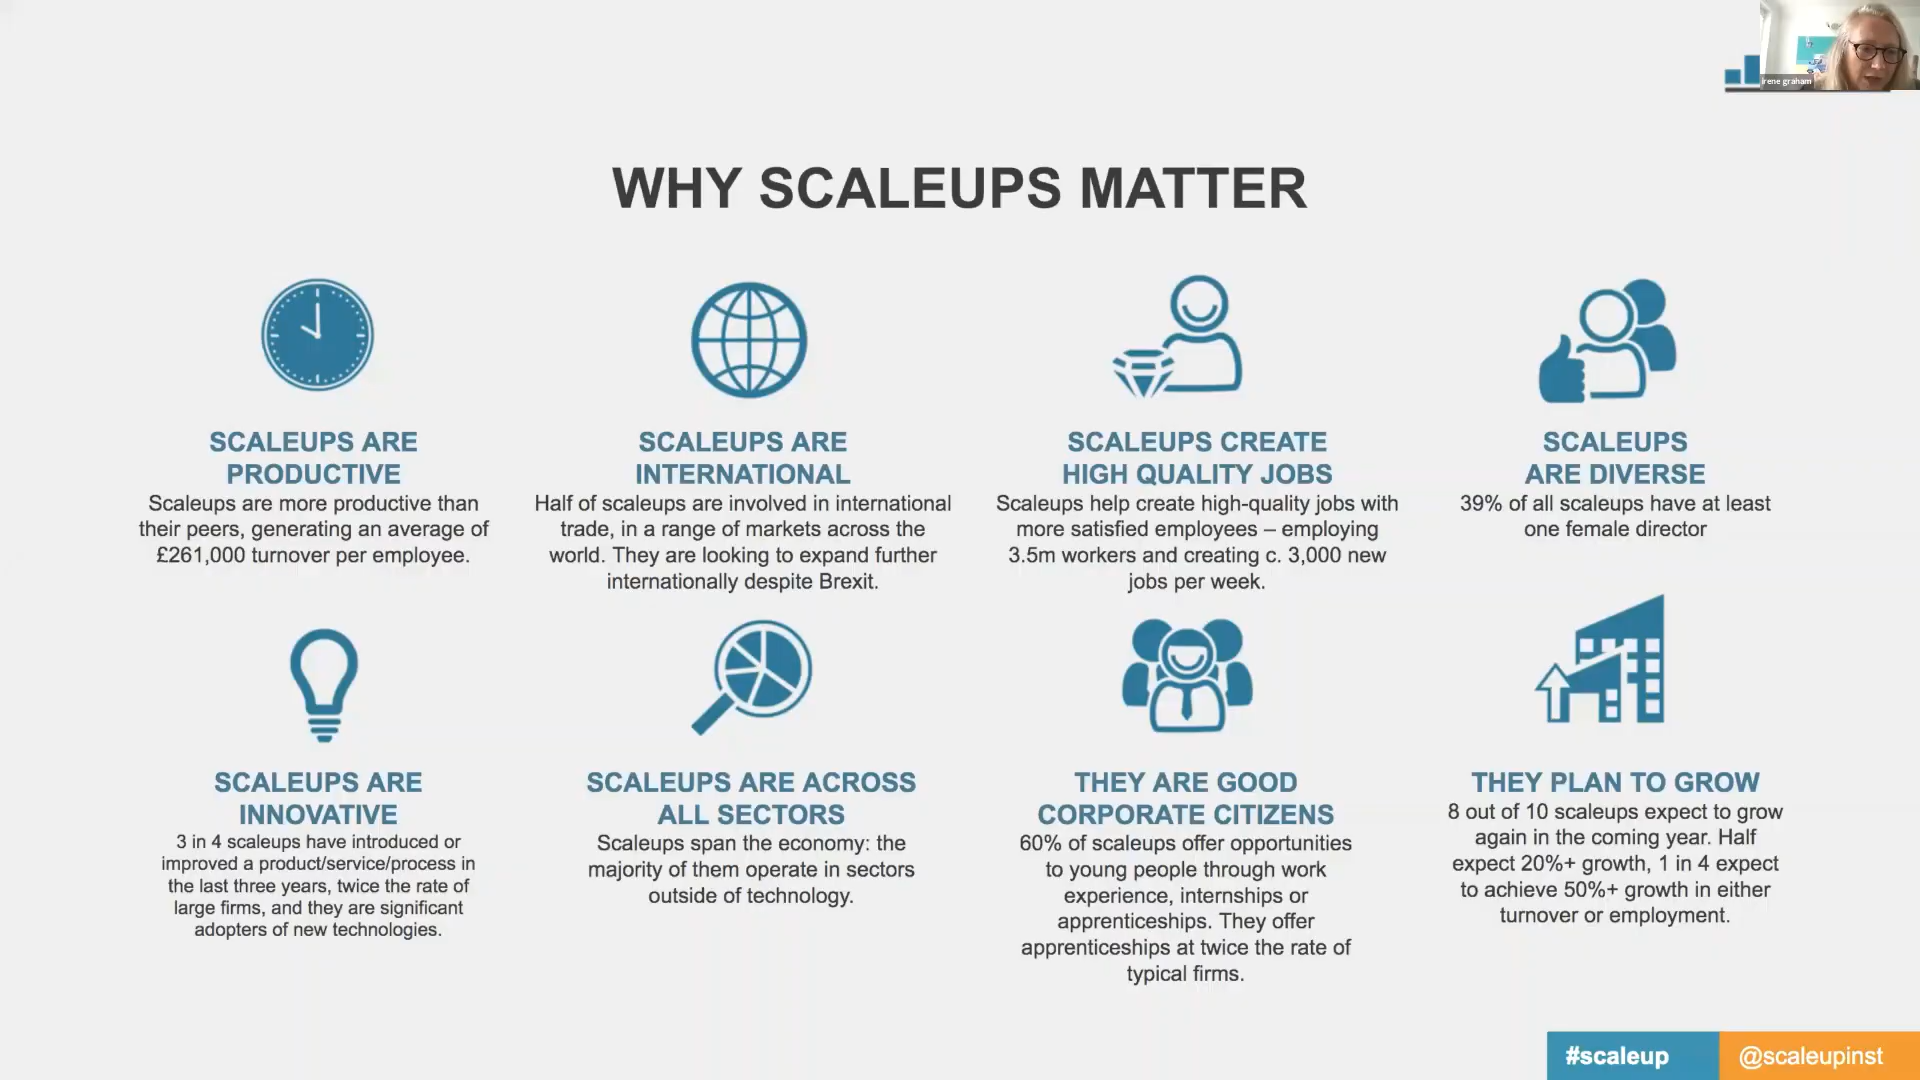 irene graham
WHY SCALEUPS MATTER
SCALEUPS ARE
PRODUCTIVE
Scaleups are more productive than
their peers, generating an average of
£261,000 turnover per employee.
SCALEUPS ARE
INTERNATIONAL
Half of scaleups are involved in international
trade, in a range of markets across the
world. They are looking to expand further
internationally despite Brexit.
SCALEUPS CREATE
HIGH QUALITY JOBS
Scaleups help create high-quality jobs with
more satisfied employees – employing
3.5m workers and creating c. 3,000 new
jobs per week.
SCALEUPS
ARE DIVERSE
39% of all scaleups have at least
one female director
SCALEUPS ARE
INNOVATIVE
3 in 4 scaleups have introduced or
improved a product/service/process in
the last three years, twice the rate of
large firms, and they are significant
adopters of new technologies.
SCALEUPS ARE ACROSS
ALL SECTORS
Scaleups span the economy: the
majority of them operate in sectors
outside of technology.
THEY ARE GOOD
CORPORATE CITIZENS
60% of scaleups offer opportunities
to young people through work
experience, internships or
apprenticeships. They offer
apprenticeships at twice the rate of
typical firms.
THEY PLAN TO GROW
8 out of 10 scaleups expect to grow
again in the coming year. Half
expect 20%+ growth, 1 in 4 expect
to achieve 50%+ growth in either
turnover or employment.
#scaleup
@scaleupinst